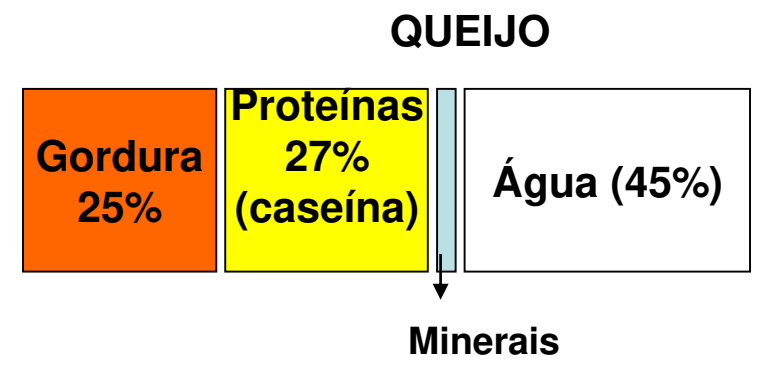 QUEIJO
Gordura
25%
Proteínas
27%
(caseína)
Água (45%)
Minerais